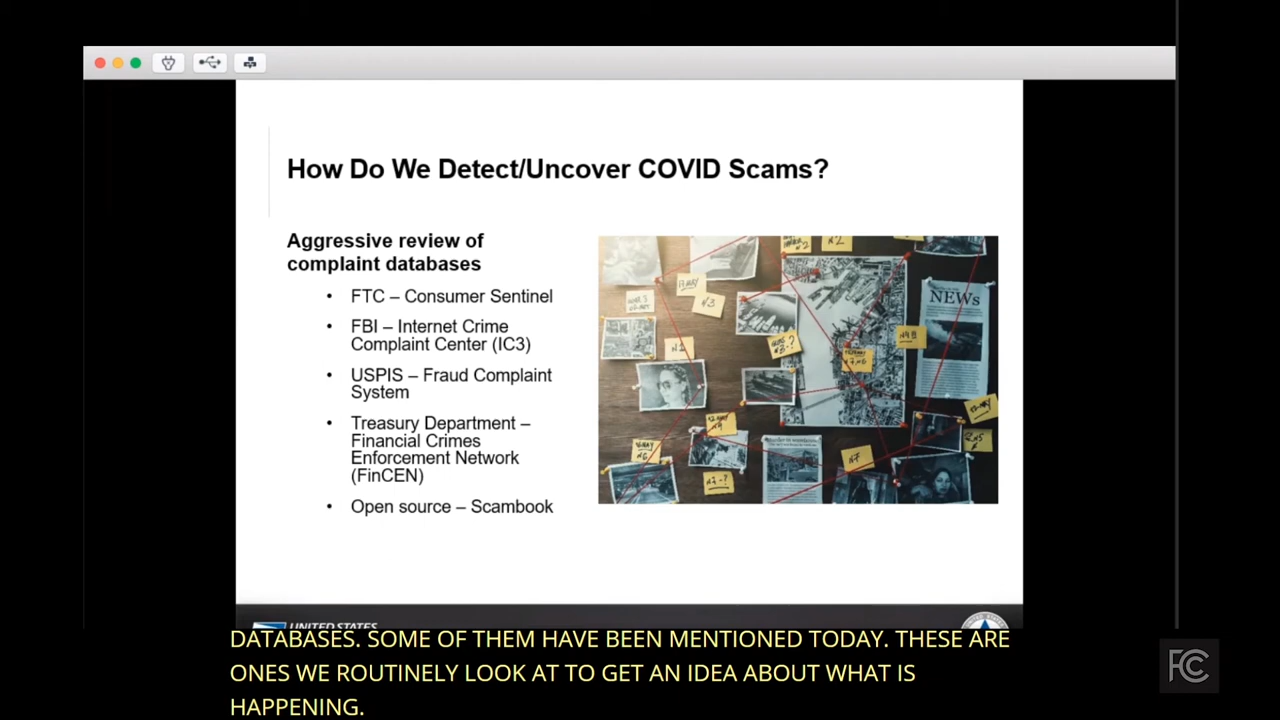 How Do We Detect/Uncover COVID Scams?
Aggressive review of
complaint databases
• FTC – Consumer Sentinel
• FBI – Internet Crime
Complaint Center (IC3)
• USPIS – Fraud Complaint
System
• Treasury Department –
Financial Crimes
Enforcement Network
(FinCEN)
• Open source – Scambook
NEWs
UNITED STATES
DATABASES. SOME OF THEM HAVE BEEN MENTIONED TODAY. THESE ARE
ONES WE ROUTINELY LOOK AT TO GET AN IDEA ABOUT WHAT IS
HAPPENING.
FCC